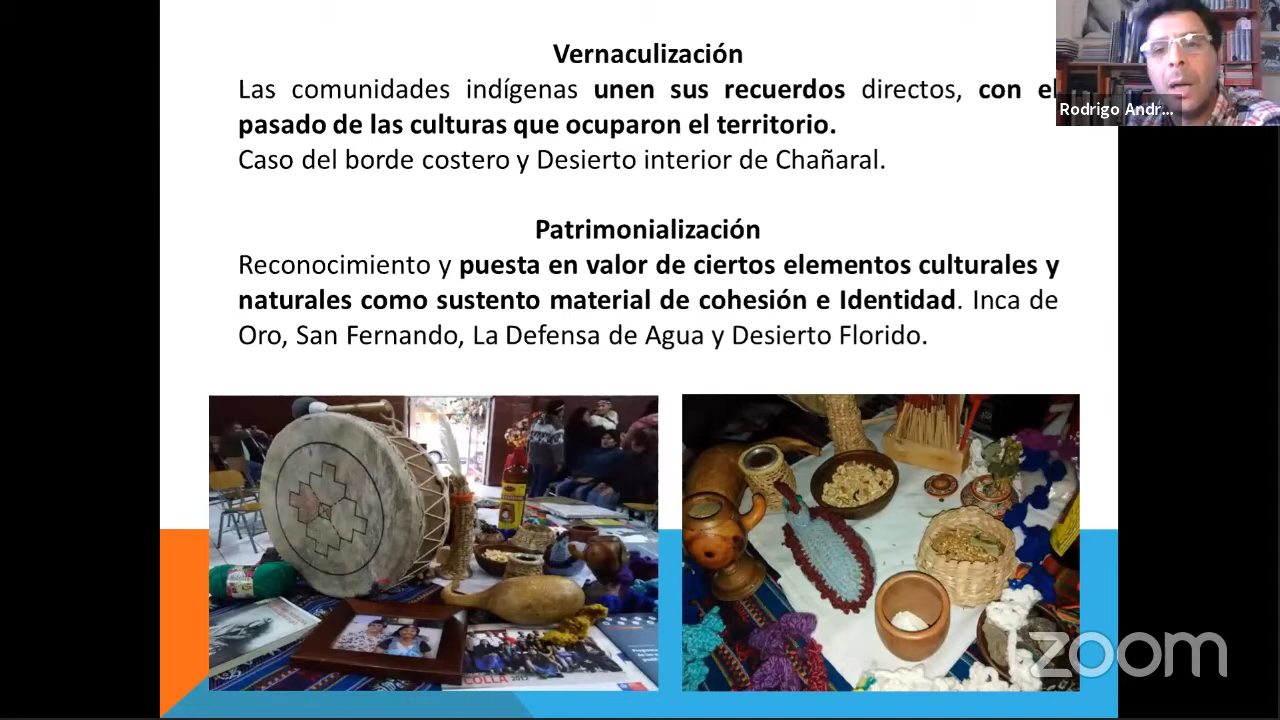 Vernaculización
Las comunidades indígenas unen sus recuerdos directos, con el
pasado de las culturas que ocuparon el territorio.
Caso del borde costero y Desierto interior de Chañaral.
Patrimonialización
Reconocimiento y puesta en valor de ciertos elementos culturales y
naturales como sustento material de cohesión e Identidad. Inca de
Oro, San Fernando, La Defensa de Agua y Desierto Florido.
Rodrigo Andr...
COLLA 2012
zoom